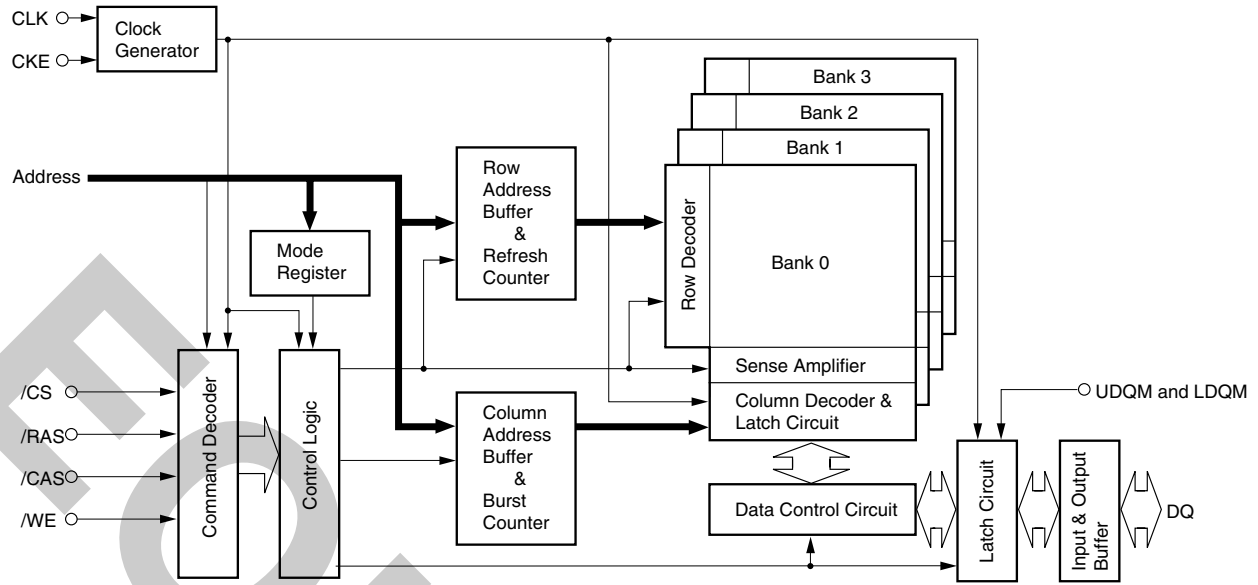 CLK
CKE
Clock
Generator
Bank 3
Bank 2
Bank 1
Address
Row
Address
Buffer
&
Refresh
Counter
Mode
Register
Row Decoder
Bank 0
Sense Amplifier
Column Decoder &
Latch Circuit
/CS
/RAS
/CAS
/WE
Command Decoder
Control Logic
Column
Address
Buffer
&
Burst
Counter
UDQM and LDQM
Data Control Circuit
Latch Circuit
Input & Output
Buffer
DQ